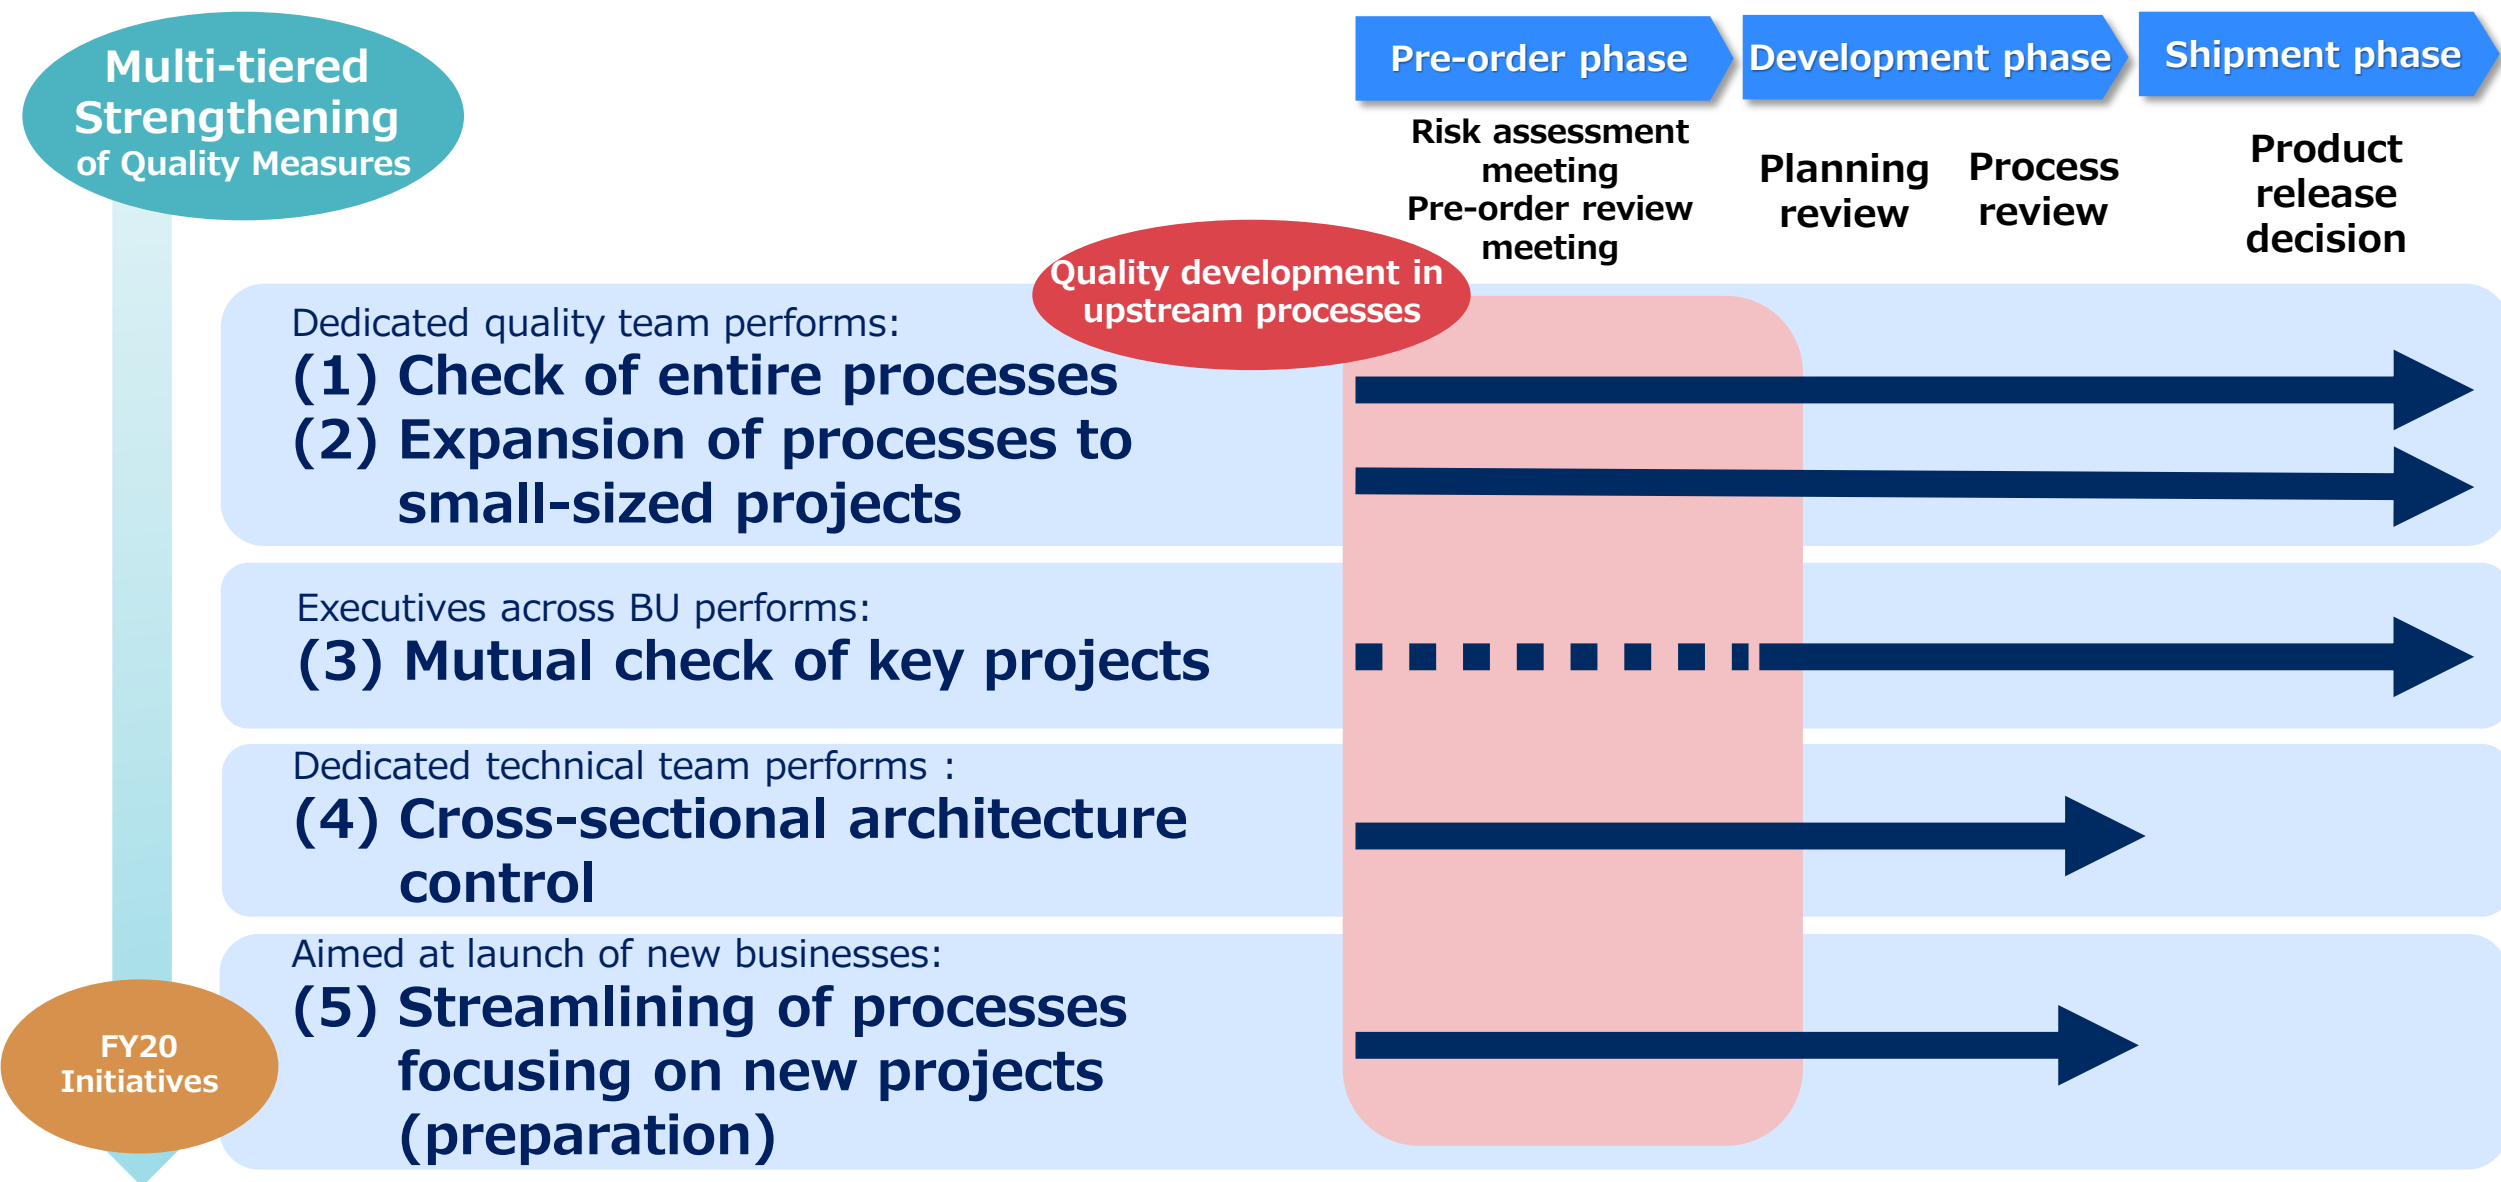 Multi-tiered
Strengthening
of Quality Measures
Pre-order phase
Development phase
Shipment phase
Risk assessment
meeting
Pre-order review
meeting
Planning
review
Process
review
Product
release
decision
Quality development in
upstream processes
Dedicated quality team performs:
(1) Check of entire processes
(2) Expansion of processes to
small-sized projects
Executives across BU performs:
(3) Mutual check of key projects
Dedicated technical team performs :
(4) Cross-sectional architecture
control
Aimed at launch of new businesses:
(5) Streamlining of processes
focusing on new projects
(preparation)
FY20
Initiatives